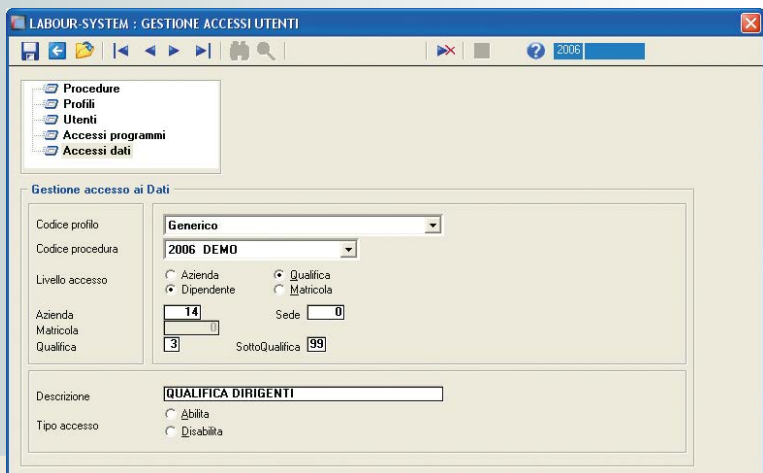 LABOUR-SYSTEM : GESTIONE ACCESSI UTENTI
2006
Procedure
Profili
Utenti
Accessi programmi
Accessi dati
Gestione accesso ai Dati
Codice profilo Generico
Codice procedura 2006 DEMO
Livello accesso Azienda Qualifica
Dipendente Matricola
Azienda 14 Sede 0
Matricola 0
Qualifica 3 SottoQualifica 99
Descrizione QUALIFICA DIRIGENTI
Tipo accesso Abilita
Disabilita